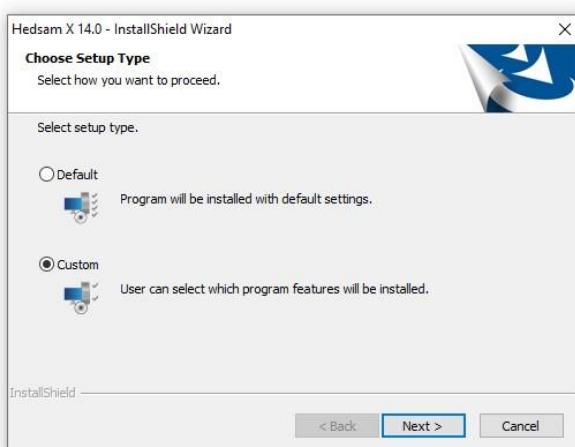 Hedsam X 14.0 - InstallShield Wizard
Choose Setup Type
Select how you want to proceed.
Select setup type.
Default
Program will be installed with default settings.
Custom
User can select which program features will be installed.
InstallShield
< Back Next > Cancel